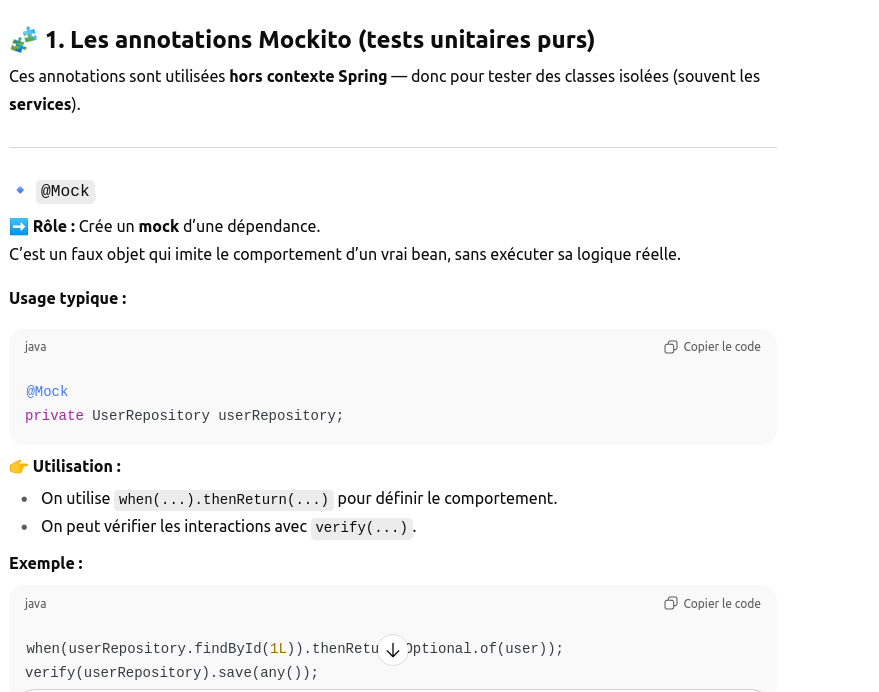 🧩 1. Les annotations Mockito (tests unitaires purs)
Ces annotations sont utilisées hors contexte Spring — donc pour tester des classes isolées (souvent les
services).
🔹 @Mock
➡️ Rôle : Crée un mock d’une dépendance.
C’est un faux objet qui imite le comportement d’un vrai bean, sans exécuter sa logique réelle.
Usage typique :
java Copier le code
@Mock
private UserRepository userRepository;
👉 Utilisation :
• On utilise when(...).thenReturn(...) pour définir le comportement.
• On peut vérifier les interactions avec verify(...).
Exemple :
java Copier le code
when(userRepository.findById(1L)).thenRetu Optional.of(user));
verify(userRepository).save(any());